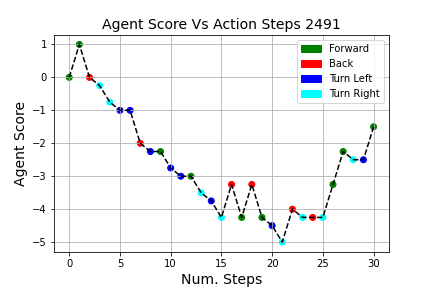 Agent Score Vs Action Steps 2491
Forward
Back
Turn Left
Turn Right
Agent Score
1
0
−1
−2
−3
−4
−5
0 5 10 15 20 25 30
Num. Steps